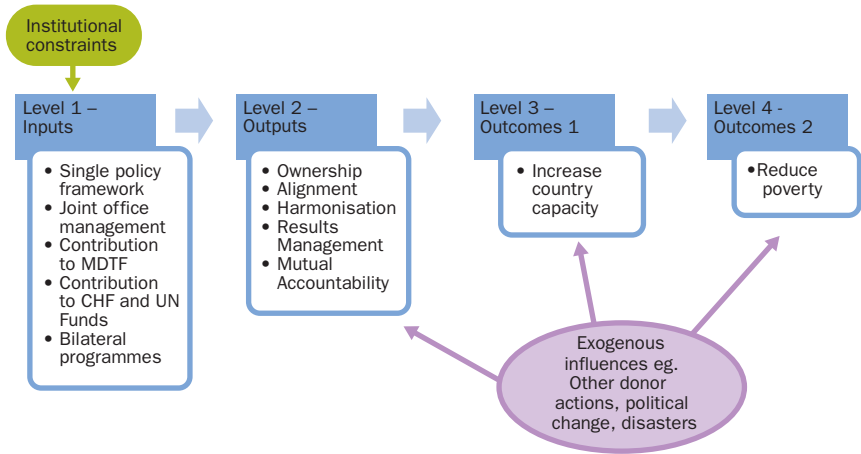 Institutional
constraints
Level 1 –
Inputs
• Single policy
framework
• Joint office
management
• Contribution
to MDTF
• Contribution
to CHF and UN
Funds
• Bilateral
programmes
Level 2 –
Outputs
• Ownership
• Alignment
• Harmonisation
• Results
Management
• Mutual
Accountability
Level 3 –
Outcomes 1
• Increase
country
capacity
Level 4 -
Outcomes 2
•Reduce
poverty
Exogenous
influences eg.
Other donor
actions, political
change, disasters